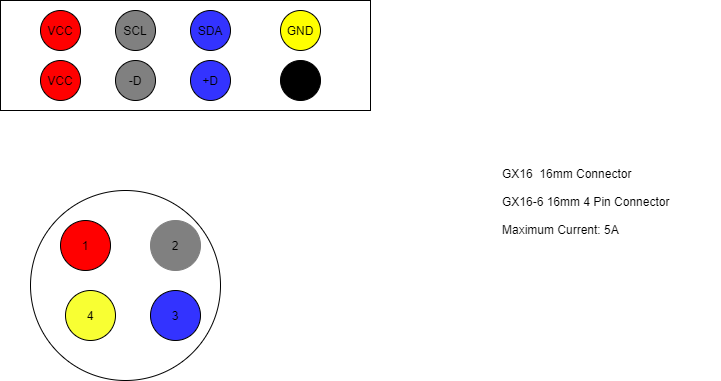 VCC SCL SDA GND
VCC -D +D
GX16 16mm Connector
GX16-6 16mm 4 Pin Connector
Maximum Current: 5A
1 2
4 3